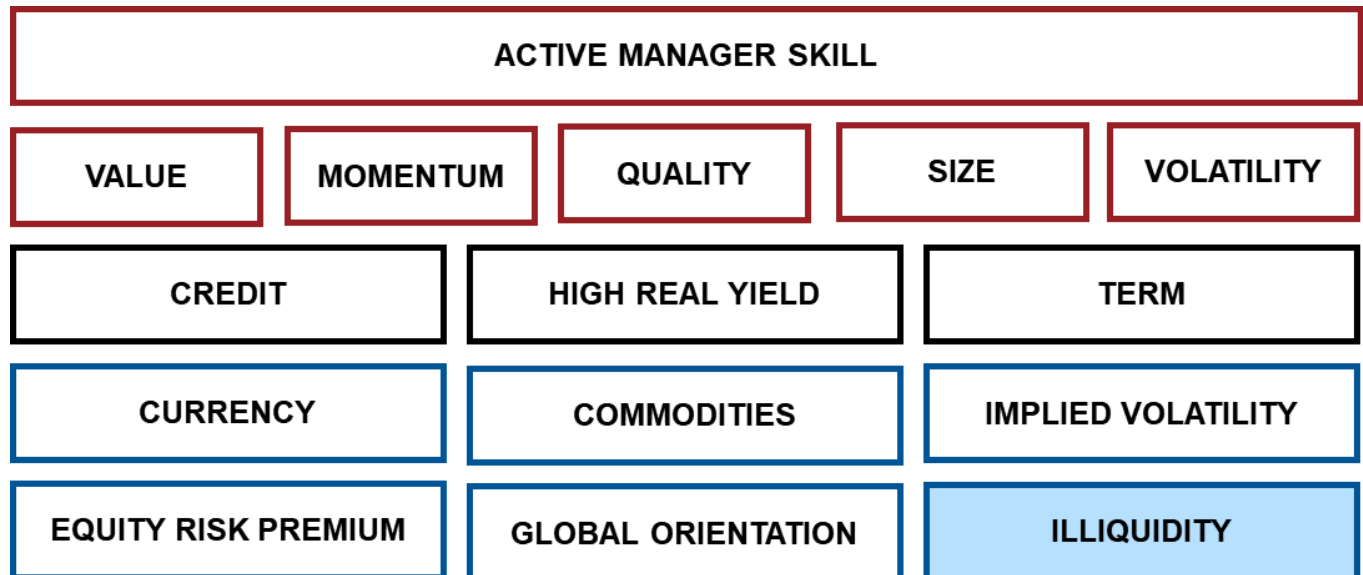 ACTIVE MANAGER SKILL
VALUE
MOMENTUM
QUALITY
SIZE
VOLATILITY
CREDIT
HIGH REAL YIELD
TERM
CURRENCY
COMMODITIES
IMPLIED VOLATILITY
EQUITY RISK PREMIUM
GLOBAL ORIENTATION
ILLIQUIDITY